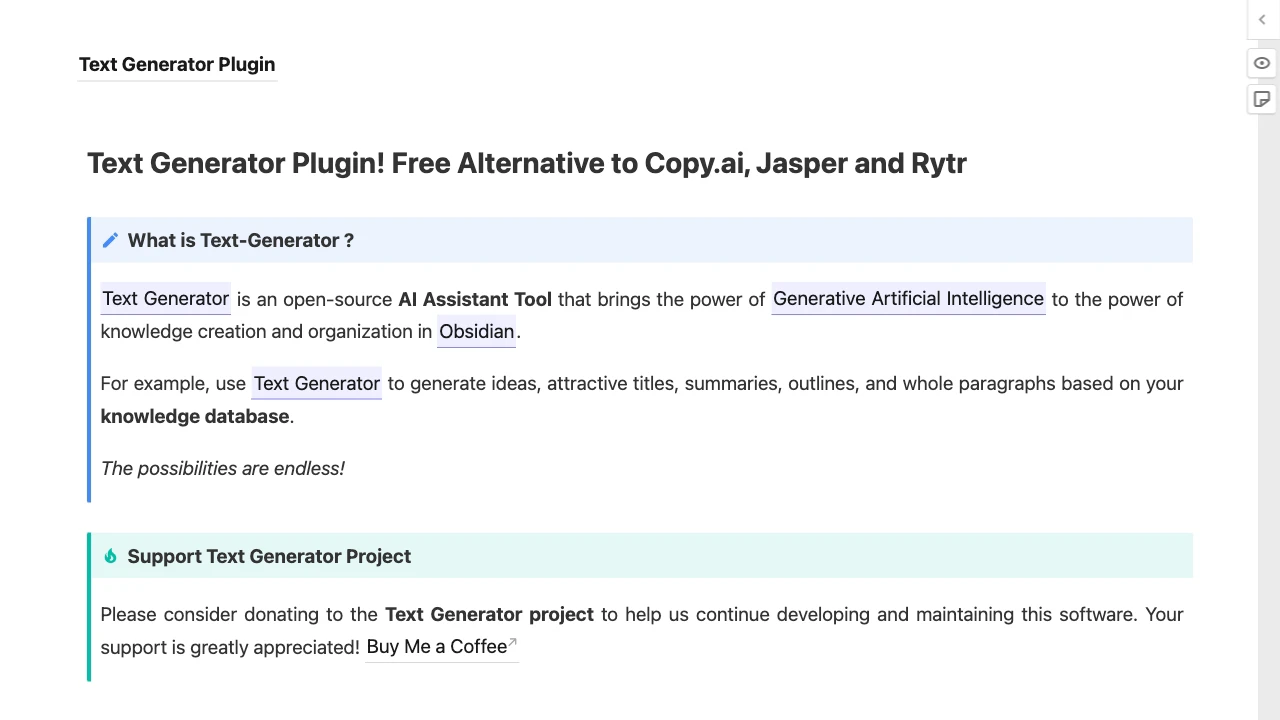 Text Generator Plugin
Text Generator Plugin! Free Alternative to Copy.ai, Jasper and Rytr
What is Text-Generator ?
Text Generator is an open-source AI Assistant Tool that brings the power of Generative Artificial Intelligence to the power of
knowledge creation and organization in Obsidian.
For example, use Text Generator to generate ideas, attractive titles, summaries, outlines, and whole paragraphs based on your
knowledge database.
The possibilities are endless!
Support Text Generator Project
Please consider donating to the Text Generator project to help us continue developing and maintaining this software. Your
support is greatly appreciated! Buy Me a Coffee